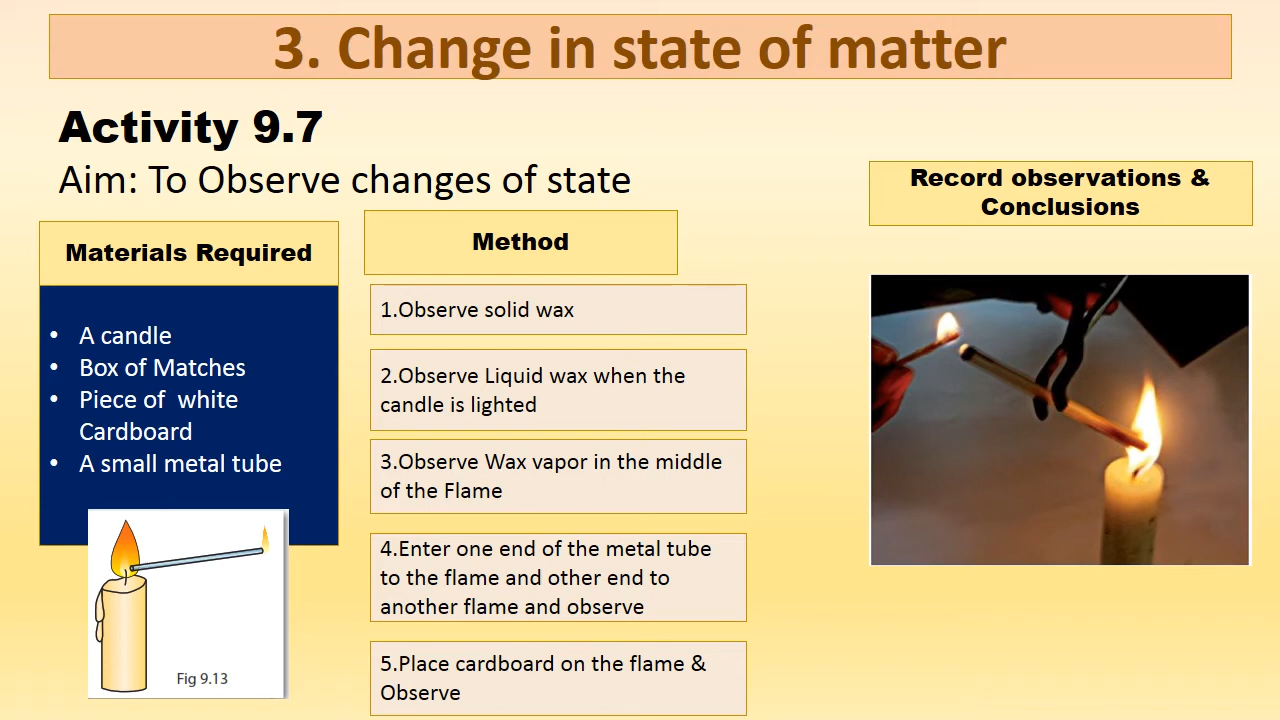 3. Change in state of matter
Activity 9.7
Aim: To Observe changes of state
Materials Required
• A candle
• Box of Matches
• Piece of white
Cardboard
• A small metal tube
Fig 9.13
Method
1.Observe solid wax
2.Observe Liquid wax when the
candle is lighted
3.Observe Wax vapor in the middle
of the Flame
4.Enter one end of the metal tube
to the flame and other end to
another flame and observe
5.Place cardboard on the flame &
Observe
Record observations &
Conclusions